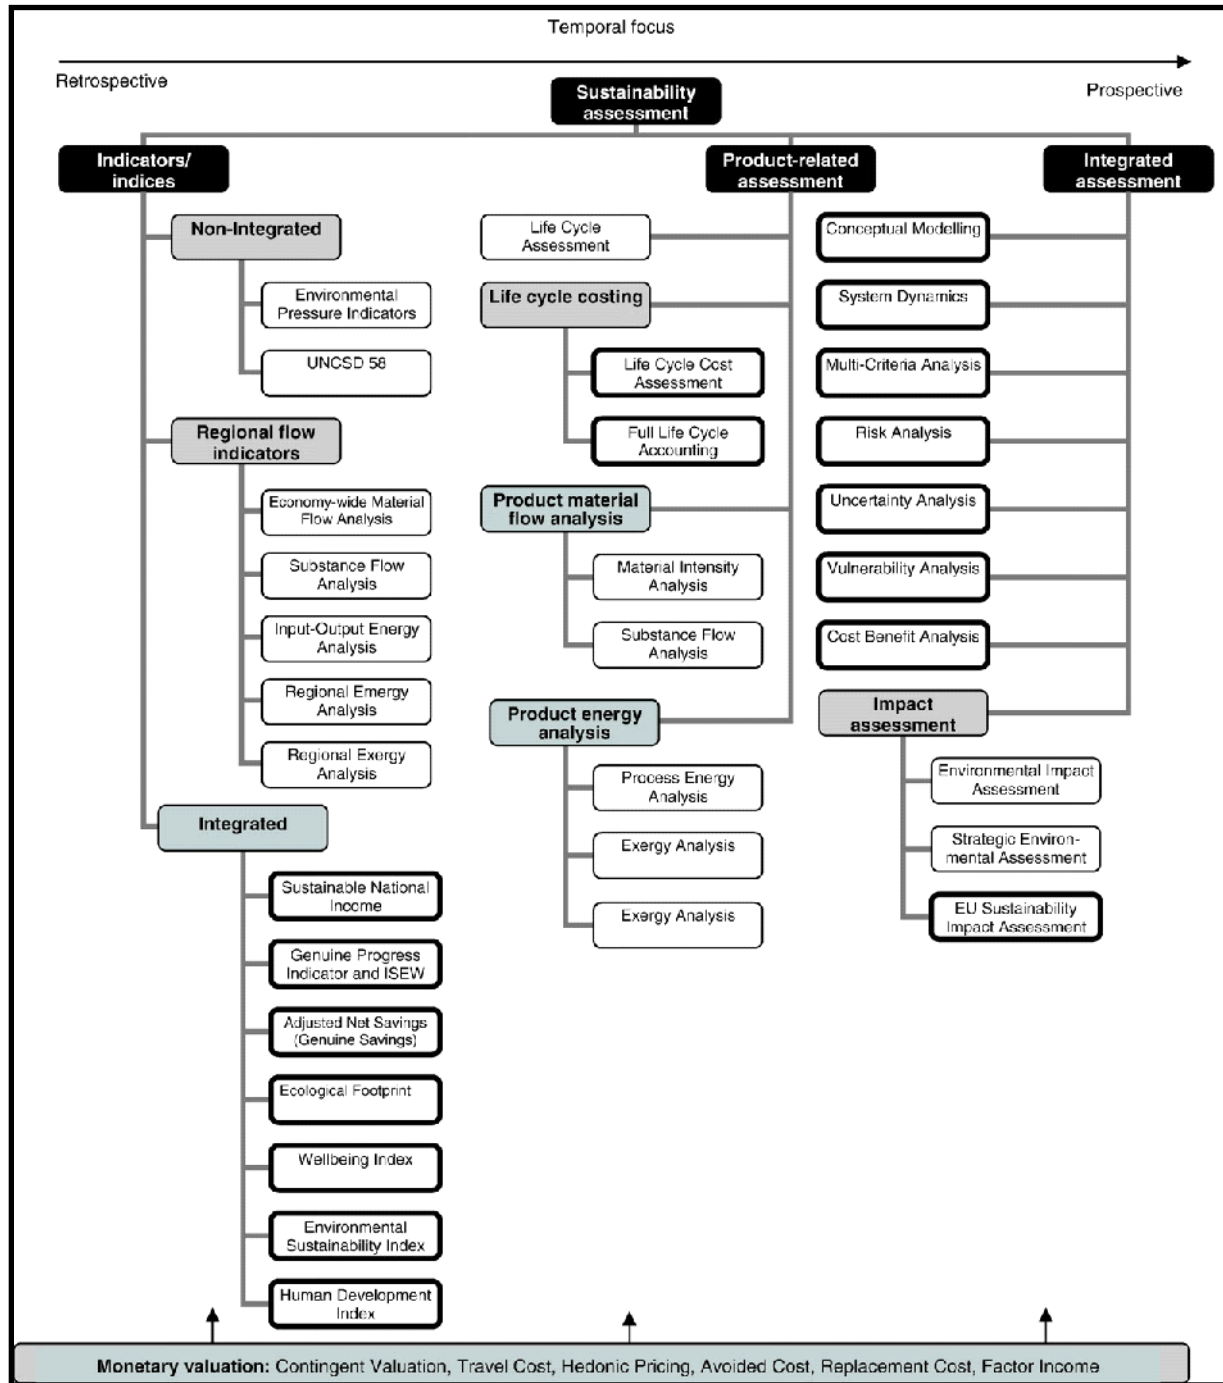 Temporal focus
Retrospective
Prospective
Sustainability
assessment
Indicators/
indices
Product-related
assessment
Integrated
assessment
Non-Integrated
Environmental
Pressure Indicators
UNCSD 58
Regional flow
indicators
Economy-wide Material
Flow Analysis
Substance Flow
Analysis
Input-Output Energy
Analysis
Regional Emergy
Analysis
Regional Exergy
Analysis
Integrated
Sustainable National
Income
Genuine Progress
Indicator and ISEW
Adjusted Net Savings
(Genuine Savings)
Ecological Footprint
Wellbeing Index
Environmental
Sustainability Index
Human Development
Index
Life Cycle
Assessment
Life cycle costing
Life Cycle Cost
Assessment
Full Life Cycle
Accounting
Product material
flow analysis
Material Intensity
Analysis
Substance Flow
Analysis
Product energy
analysis
Process Energy
Analysis
Exergy Analysis
Exergy Analysis
Conceptual Modelling
System Dynamics
Multi-Criteria Analysis
Risk Analysis
Uncertainty Analysis
Vulnerability Analysis
Cost Benefit Analysis
Impact
assessment
Environmental Impact
Assessment
Strategic Environ-
mental Assessment
EU Sustainability
Impact Assessment
Monetary valuation: Contingent Valuation, Travel Cost, Hedonic Pricing, Avoided Cost, Replacement Cost, Factor Income